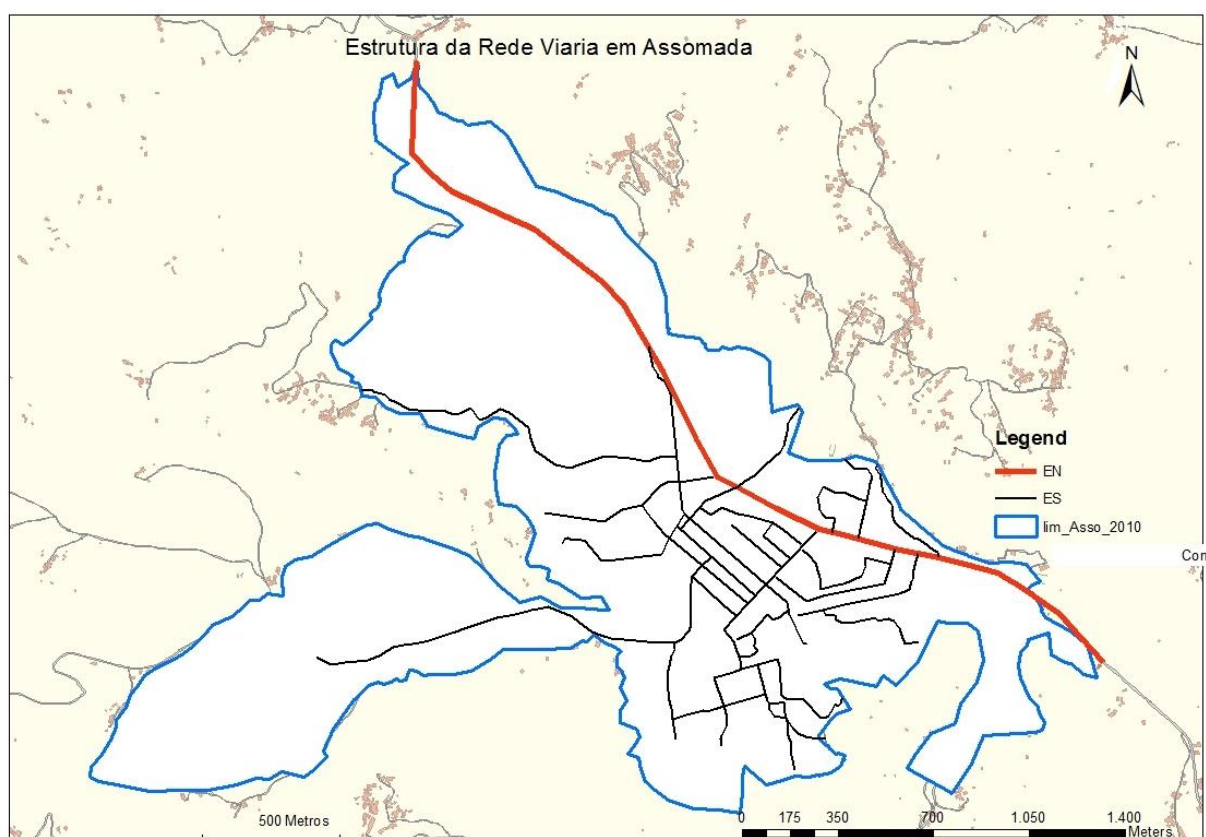 Estrutura da Rede Viaria em Assomada
N
Legend
EN
ES
lim_Asso_2010
Con
500 Metros
0 175 350 700 1.050 1.400
Meters